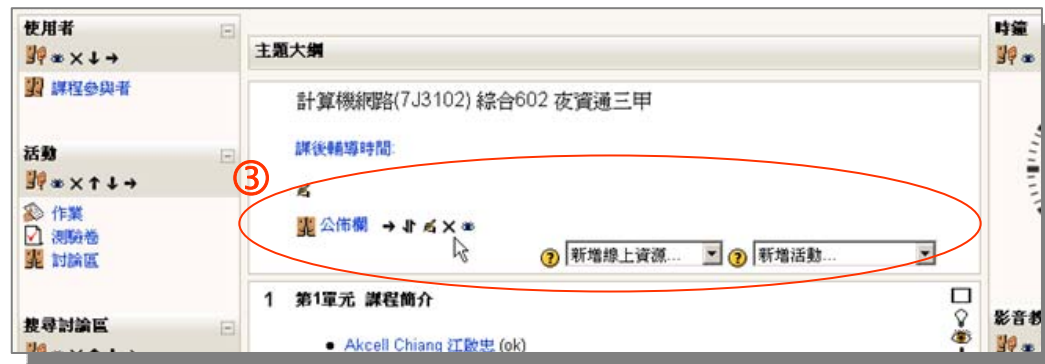 使用者
課程參與者
活動
作業
測驗卷
討論區
搜尋討論區
主題大綱
計算機網路(7J3102) 綜合602 夜資通三甲
課後輔導時間:
③
公佈欄
新增線上資源...
新增活動...
1 第1單元 課程簡介
Akcell Chiang 江啟忠 (ok)
時鐘
影音教